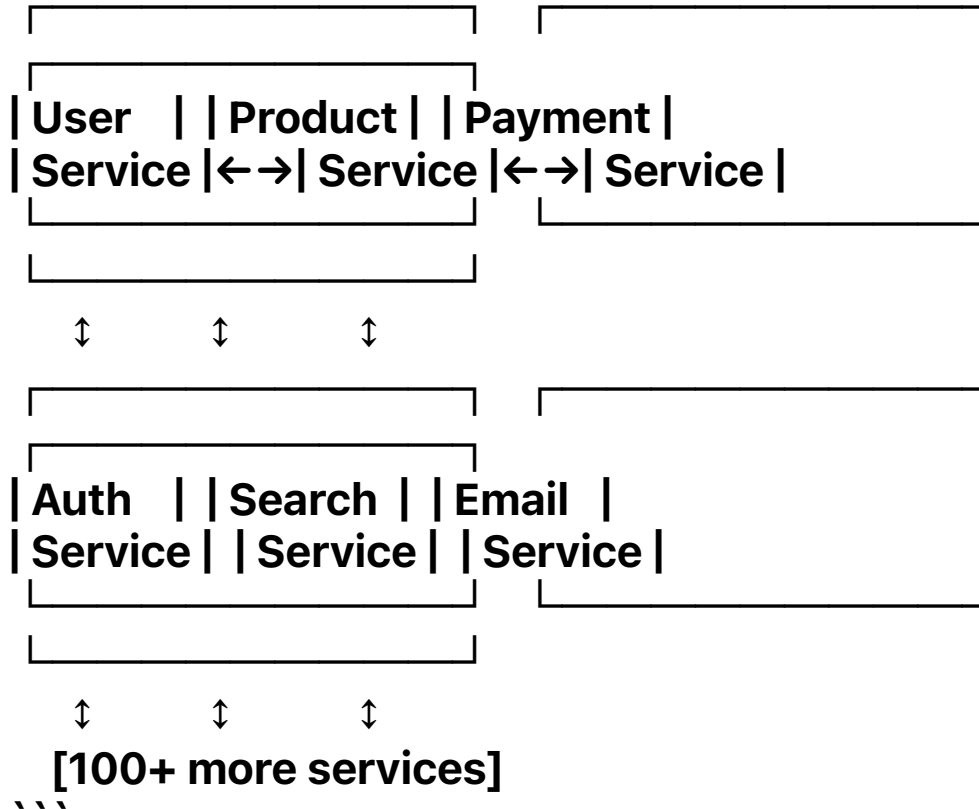 ┌──────────┐ ┌──────────
┌──────────┐
| User | | Product | | Payment |
| Service |←→| Service |←→| Service |
└──────────┘ └──────────
└──────────┘
↕ ↕ ↕
┌──────────┐ ┌──────────
┌──────────┐
| Auth | | Search | | Email |
| Service | | Service | | Service |
└──────────┘ └──────────
└──────────┘
↕ ↕ ↕
[100+ more services]
```